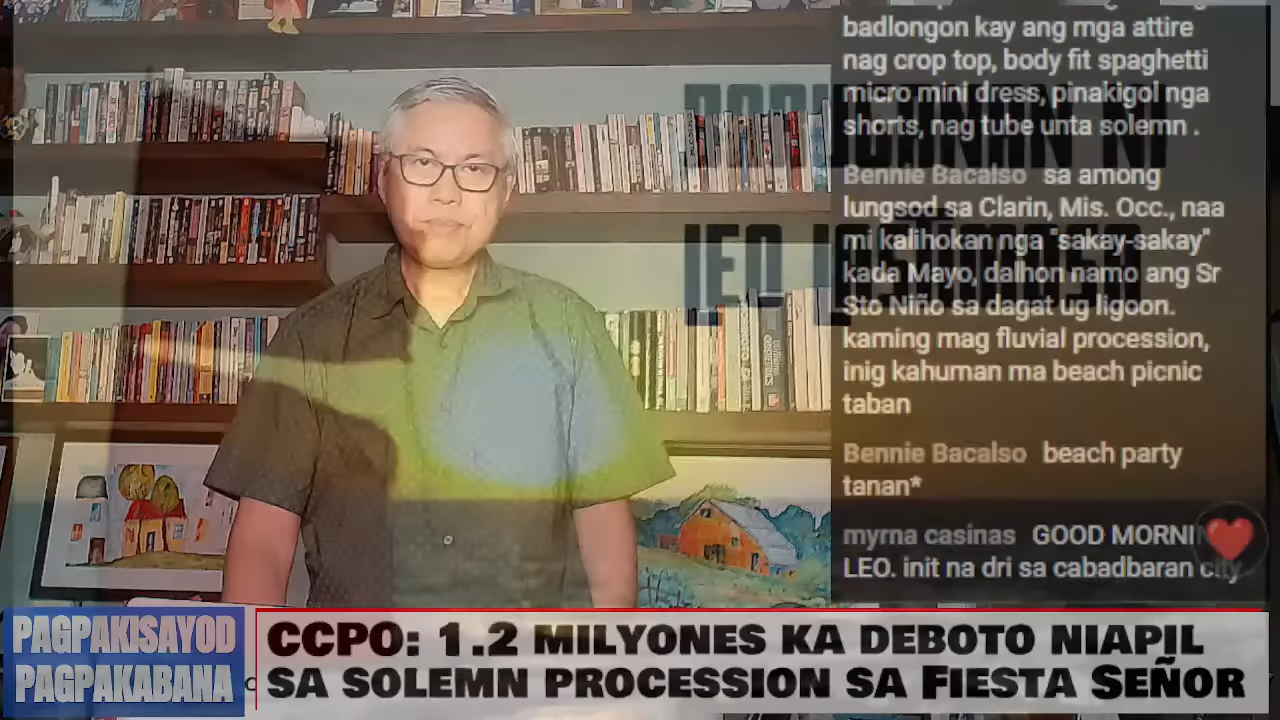 badlongon kay ang mga attire
nag crop top, body fit spaghetti
micro mini dress, pinakigol nga
shorts, nag tube unta solemn .
Bennie Bacalso sa among
lungsod sa Clarin, Mis. Occ., naa
mi kalihokan nga "sakay-sakay"
kada Mayo, dalhon namo ang Sr
Sto Niño sa dagat ug ligoon.
kaming mag fluvial procession,
inig kahuman ma beach picnic
taban
Bennie Bacalso beach party
tanan*
myrna casinas GOOD MORNIN
LEO. init na dri sa cabadbaran city
NI
LEO LASTIMOSA
PAGPAKISAYOD
PAGPAKABANA
CCPO: 1.2 MILYONES KA DEBOTO NIAPIL
SA SOLEMN PROCESSION SA FIESTA SEÑOR